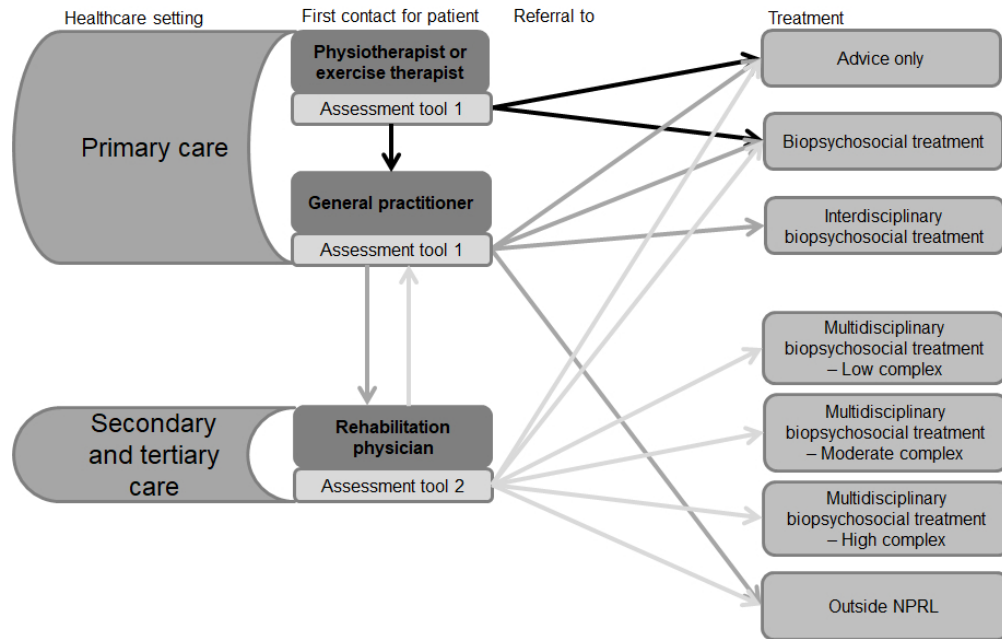 Healthcare setting
First contact for patient
Referral to
Treatment
Primary care
Physiotherapist or
exercise therapist
Assessment tool 1
General practitioner
Assessment tool 1
Secondary
and tertiary
care
Rehabilitation
physician
Assessment tool 2
Advice only
Biopsychosocial treatment
Interdisciplinary
biopsychosocial treatment
Multidisciplinary
biopsychosocial treatment
– Low complex
Multidisciplinary
biopsychosocial treatment
– Moderate complex
Multidisciplinary
biopsychosocial treatment
– High complex
Outside NPRL